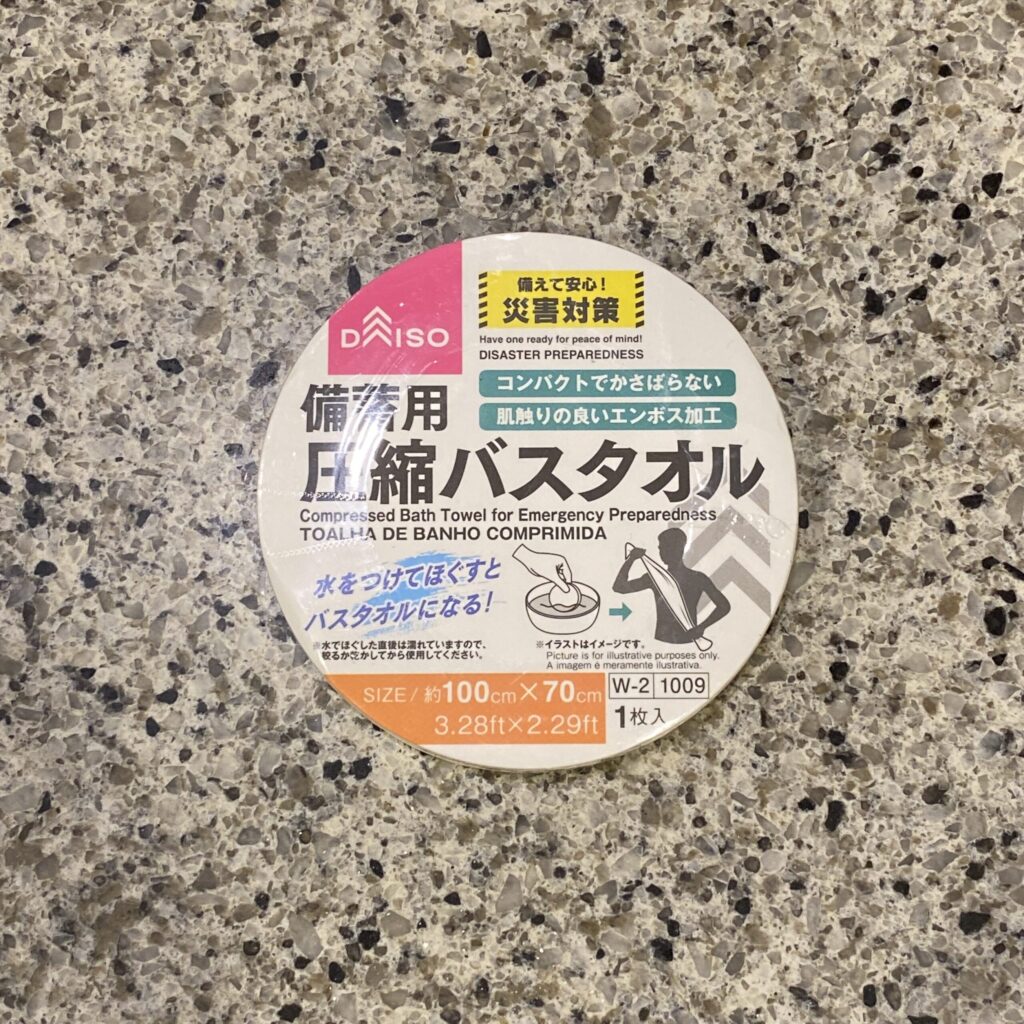 DAISO
備えて安心!
災害対策
Have one ready for peace of mind!
DISASTER PREPAREDNESS
コンパクトでかさばらない
肌触りの良いエンボス加工
備蓄用
圧縮バスタオル
Compressed Bath Towel for Emergency Preparedness
TOALHA DE BANHO COMPRIMIDA
水をつけてほぐすと
バスタオルになる!
※水でほぐした直後は濡れていますので、
絞るか乾かしてから使用してください。
※イラストはイメージです。
Picture is for illustrative purposes only.
A imagem é meramente ilustrativa.
SIZE / 約100cm×70cm
3.28ft×2.29ft
W-2 1009
1枚入